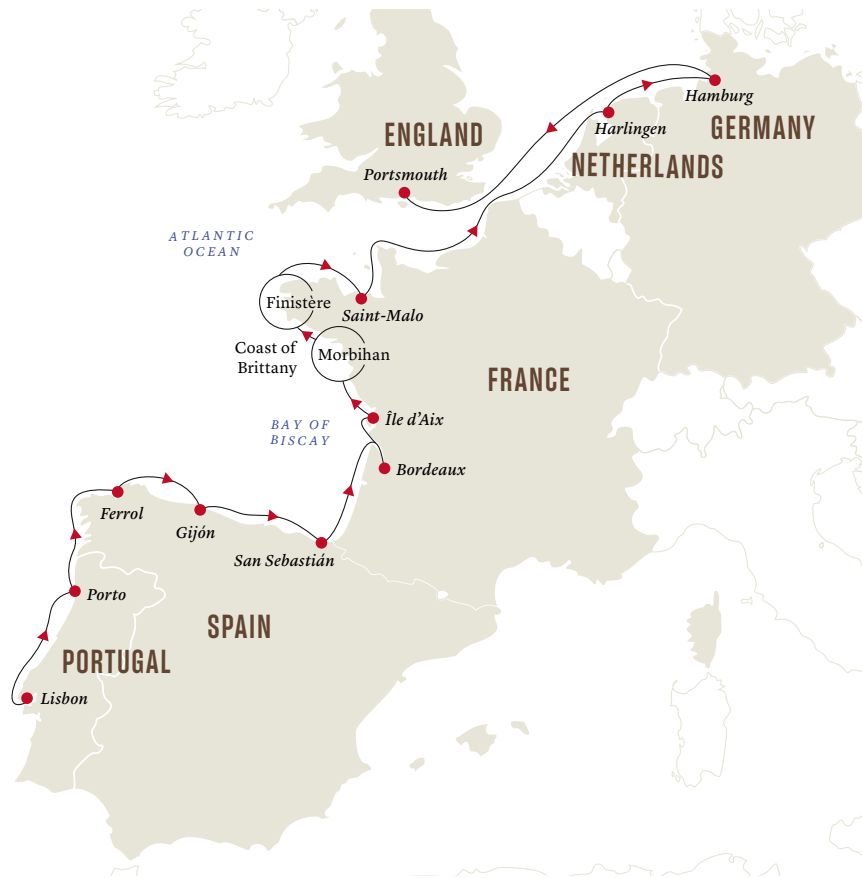 Hamburg
Harlingen
GERMANY
ENGLAND
NETHERLANDS
Portsmouth
ATLANTIC
OCEAN
Finistère
Saint-Malo
Coast of
Brittany
Morbihan
FRANCE
Île d'Aix
BAY OF
BISCAY
Bordeaux
Ferrol
Gijón
San Sebastián
Porto
SPAIN
PORTUGAL
Lisbon